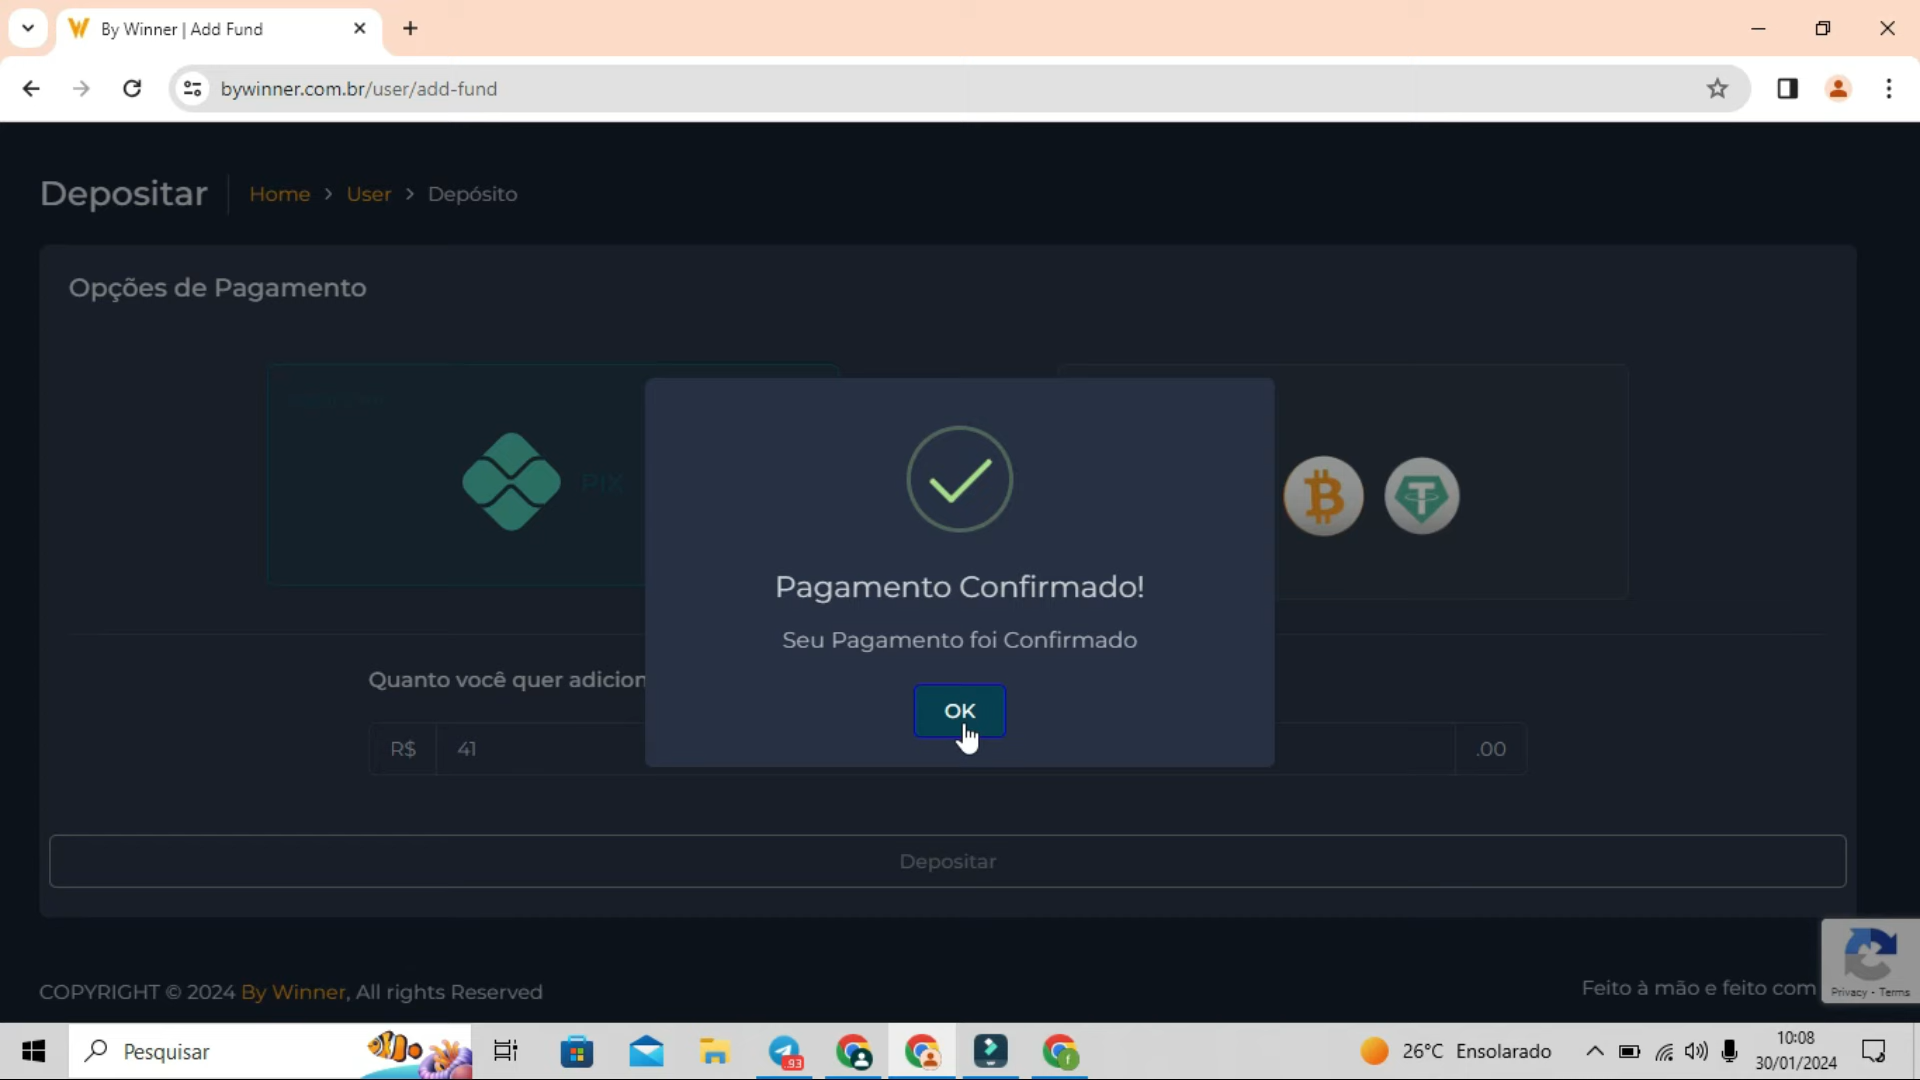 By Winner | Add Fund
bywinner.com.br/user/add-fund
Depositar
Home > User > Depósito
Opções de Pagamento
PIX
Pagamento Confirmado!
Seu Pagamento foi Confirmado
OK
Quanto você quer adicion
R$ 41 .00
Depositar
COPYRIGHT © 2024 By Winner, All rights Reserved
Feito à mão e feito com
Privacy - Terms
Pesquisar
93
f
26°C Ensolarado
10:08
30/01/2024